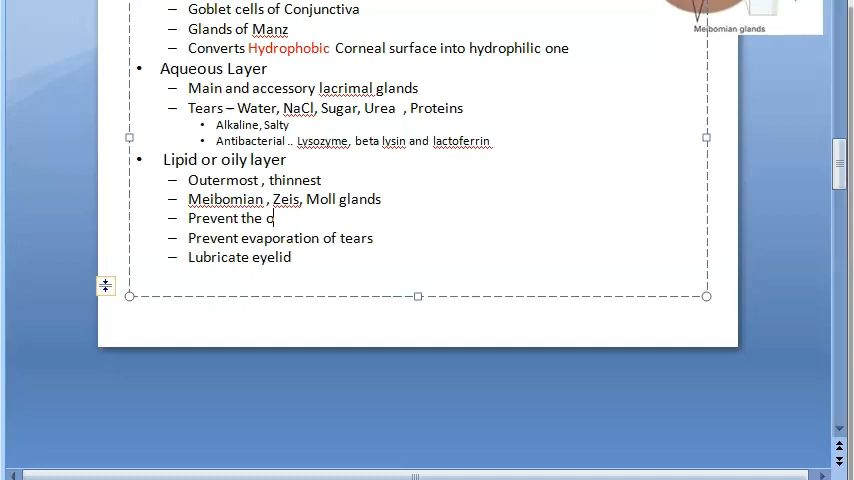 – Goblet cells of Conjunctiva
– Glands of Manz
– Converts Hydrophobic Corneal surface into hydrophilic one
• Aqueous Layer
– Main and accessory lacrimal glands
– Tears – Water, NaCl, Sugar, Urea , Proteins
• Alkaline, Salty
• Antibacterial .. Lysozyme, beta lysin and lactoferrin
• Lipid or oily layer
– Outermost , thinnest
– Meibomian , Zeis, Moll glands
– Prevent the o
– Prevent evaporation of tears
– Lubricate eyelid
Meibomian glands